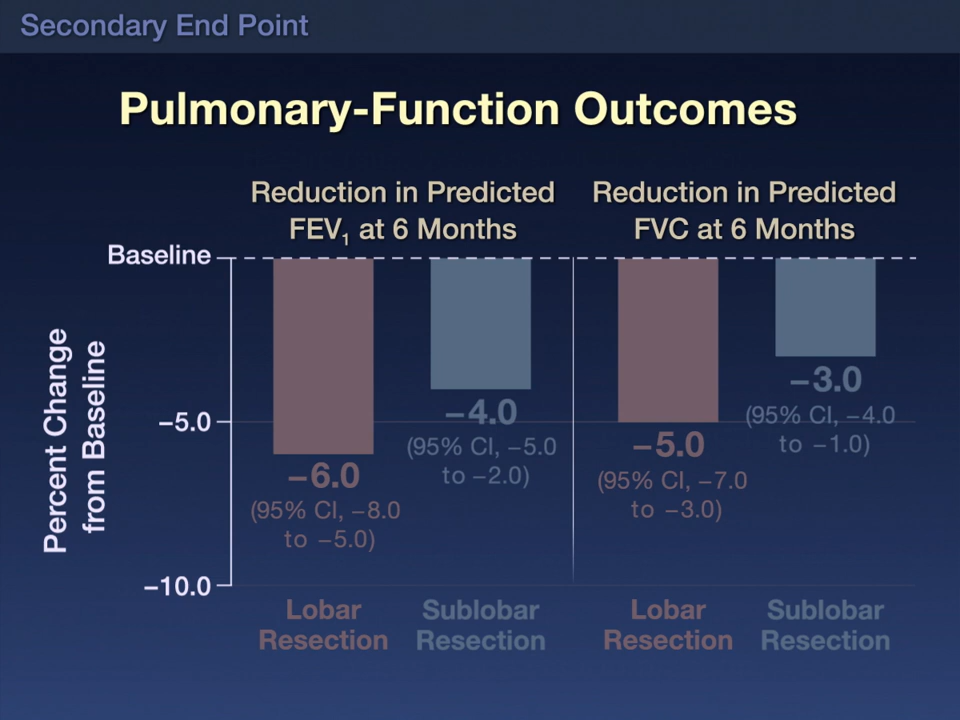 Secondary End Point
Pulmonary-Function Outcomes
Reduction in Predicted
FEV₁ at 6 Months
Reduction in Predicted
FVC at 6 Months
Baseline
Percent Change
from Baseline
−5.0
−10.0
−6.0
(95% CI, −8.0
to −5.0)
−4.0
(95% CI, −5.0
to −2.0)
−5.0
(95% CI, −7.0
to −3.0)
−3.0
(95% CI, −4.0
to −1.0)
Lobar
Resection
Sublobar
Resection
Lobar
Resection
Sublobar
Resection